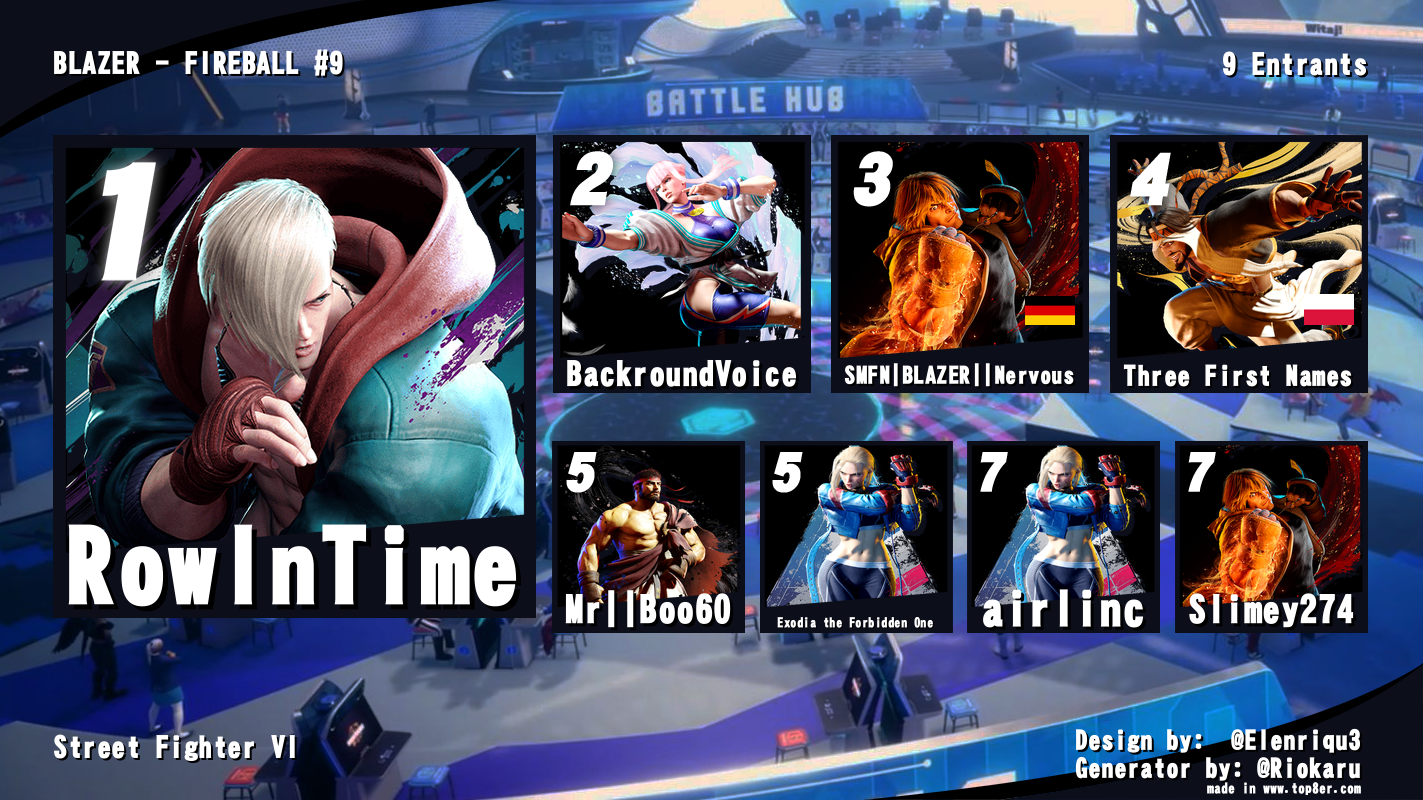 BLAZER - FIREBALL #9
9 Entrants
Witaj!
BATTLE HUB
1
2
3
4
RowInTime
BackroundVoice
SMFN|BLAZER||Nervous
Three First Names
5
5
7
7
Mr||Boo60
Exodia the Forbidden One
airlinc
Slimey274
Street Fighter VI
Design by: @Elenriqu3
Generator by: @Riokaru
made in www.top8er.com